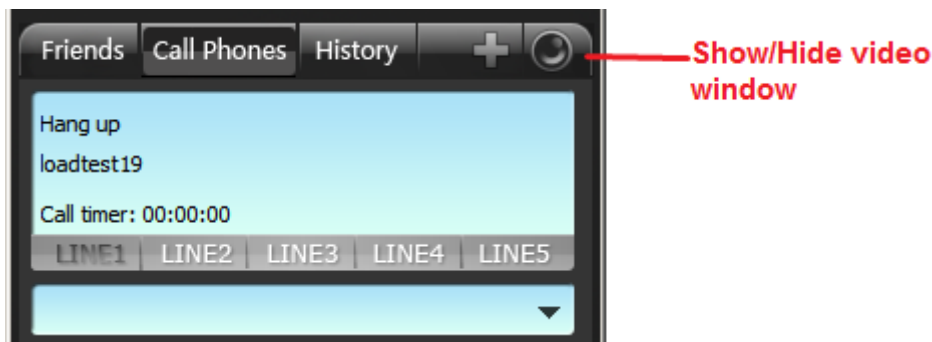 Friends Call Phones History
Show/Hide video
window
Hang up
loadtest19
Call timer: 00:00:00
LINE1 LINE2 LINE3 LINE4 LINE5